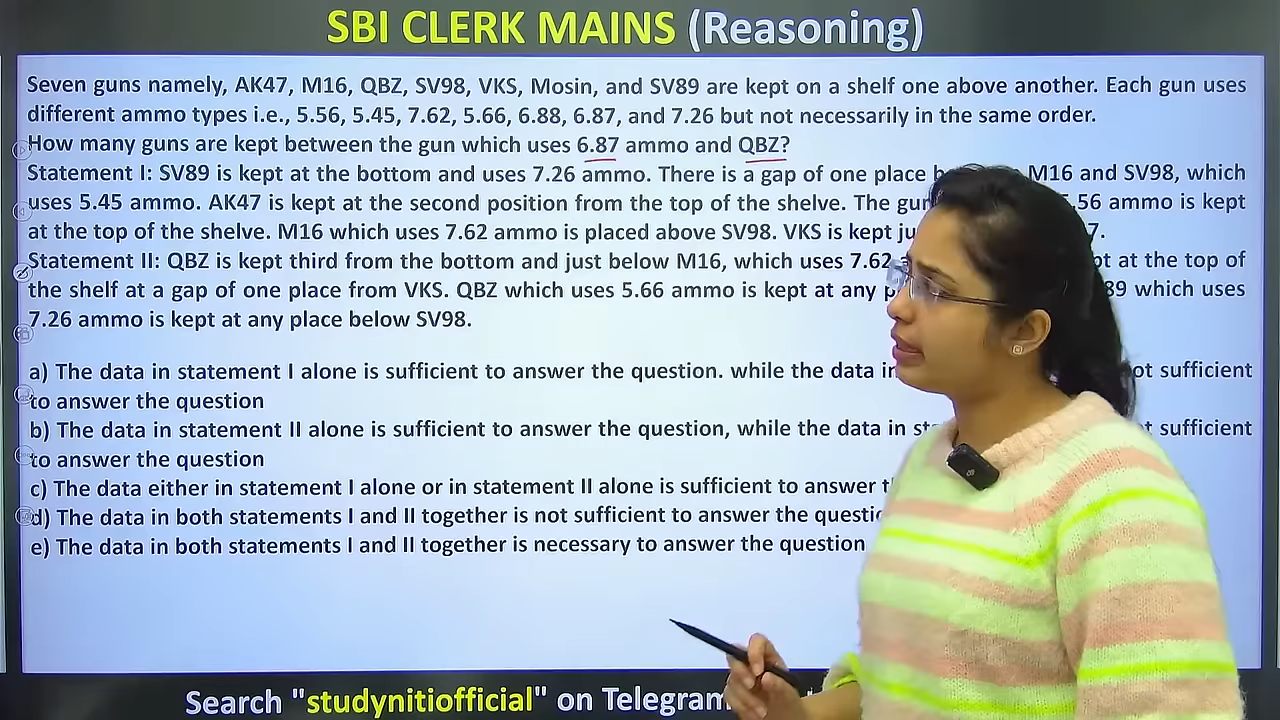 SBI CLERK MAINS (Reasoning)
Seven guns namely, AK47, M16, QBZ, SV98, VKS, Mosin, and SV89 are kept on a shelf one above another. Each gun uses
different ammo types i.e., 5.56, 5.45, 7.62, 5.66, 6.88, 6.87, and 7.26 but not necessarily in the same order.
How many guns are kept between the gun which uses 6.87 ammo and QBZ?
Statement I: SV89 is kept at the bottom and uses 7.26 ammo. There is a gap of one place M16 and SV98, which
uses 5.45 ammo. AK47 is kept at the second position from the top of the shelve. The 56 ammo is kept
at the top of the shelve. M16 which uses 7.62 ammo is placed above SV98. VKS is kept 7.
Statement II: QBZ is kept third from the bottom and just below M16, which uses 7.62 at the top of
the shelf at a gap of one place from VKS. QBZ which uses 5.66 ammo is kept at any 89 which uses
7.26 ammo is kept at any place below SV98.
a) The data in statement I alone is sufficient to answer the question. while the data sufficient
to answer the question
b) The data in statement II alone is sufficient to answer the question, while the data in sufficient
to answer the question
c) The data either in statement I alone or in statement II alone is sufficient to answer
d) The data in both statements I and II together is not sufficient to answer the
e) The data in both statements I and II together is necessary to answer the question
Search "studynitiofficial" on Telegram